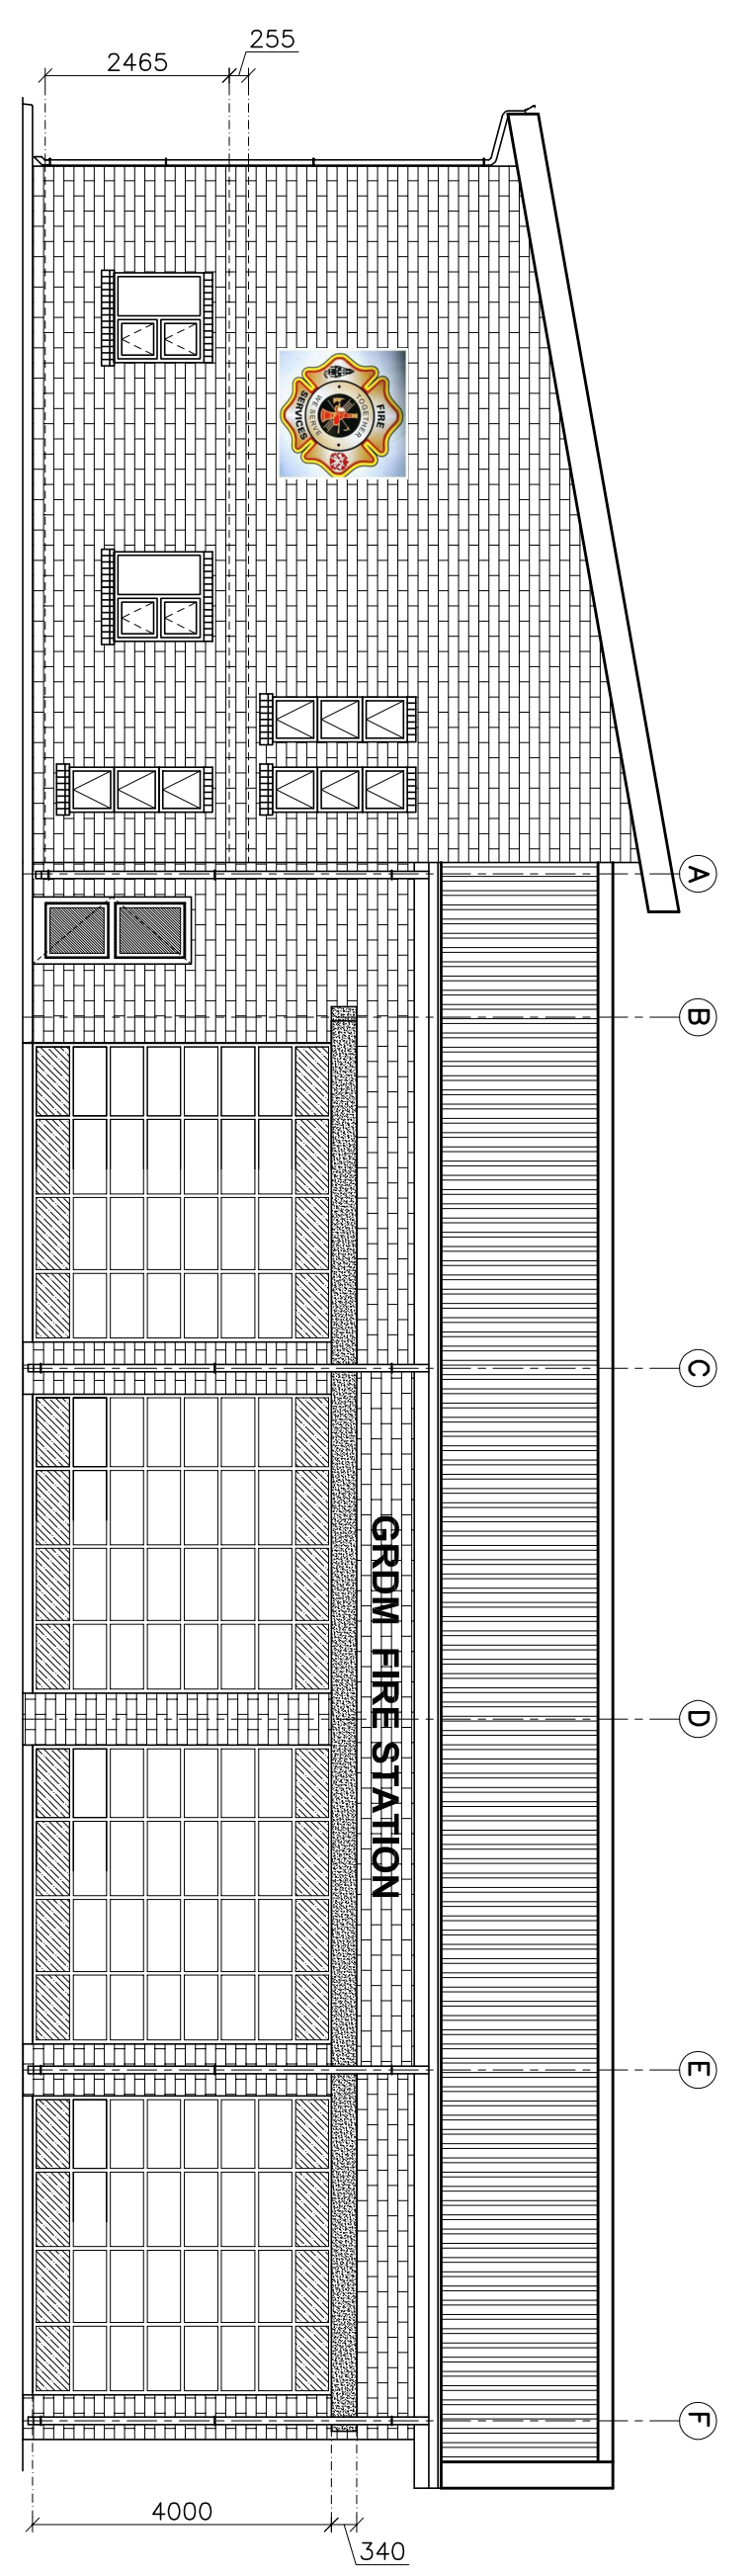 2465
255
FIRE
TOGETHER
WE SERVE
SERVICES
A
B
C
D
E
F
GRDM FIRE STATION
4000
340